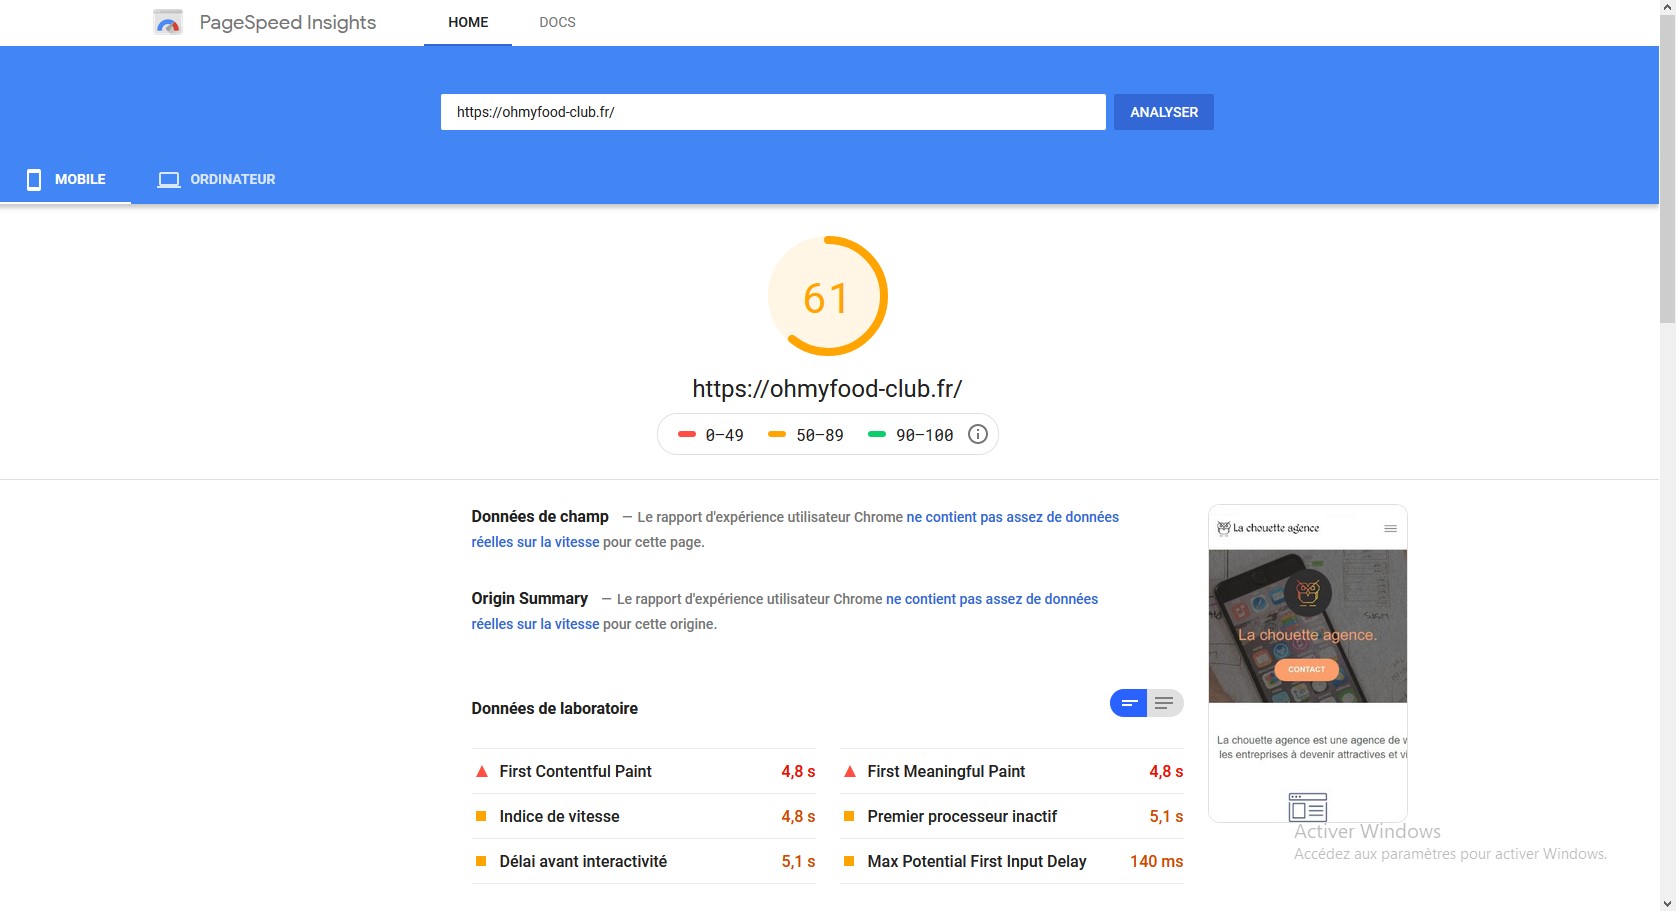 PageSpeed Insights
HOME
DOCS
https://ohmyfood-club.fr/
ANALYSER
MOBILE
ORDINATEUR
61
https://ohmyfood-club.fr/
0–49
50–89
90–100
Données de champ — Le rapport d'expérience utilisateur Chrome ne contient pas assez de données
réelles sur la vitesse pour cette page.
Origin Summary — Le rapport d'expérience utilisateur Chrome ne contient pas assez de données
réelles sur la vitesse pour cette origine.
Données de laboratoire
First Contentful Paint 4,8 s
First Meaningful Paint 4,8 s
Indice de vitesse 4,8 s
Premier processeur inactif 5,1 s
Délai avant interactivité 5,1 s
Max Potential First Input Delay 140 ms
La chouette agence
La chouette agence.
CONTACT
La chouette agence est une agence de
les entreprises à devenir attractives et vi
Activer Windows
Accédez aux paramètres pour activer Windows.